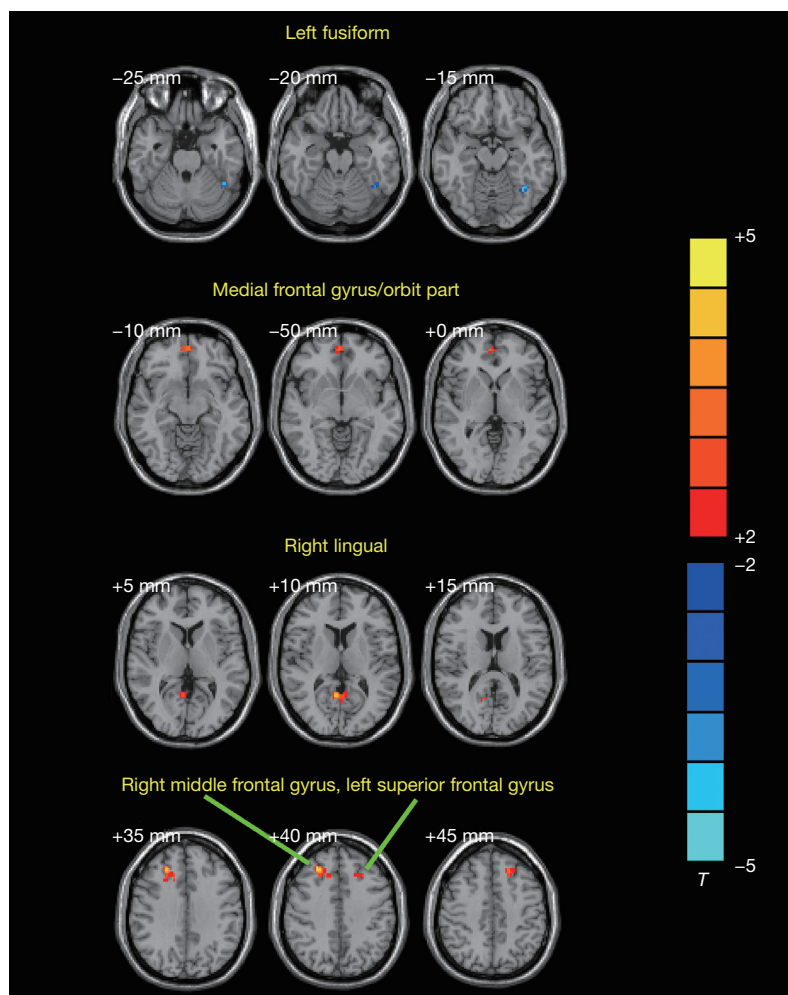 Left fusiform
−25 mm −20 mm −15 mm
Medial frontal gyrus/orbit part
−10 mm −50 mm +0 mm
Right lingual
+5 mm +10 mm +15 mm
Right middle frontal gyrus, left superior frontal gyrus
+35 mm +40 mm +45 mm
+5
+2
−2
−5
T